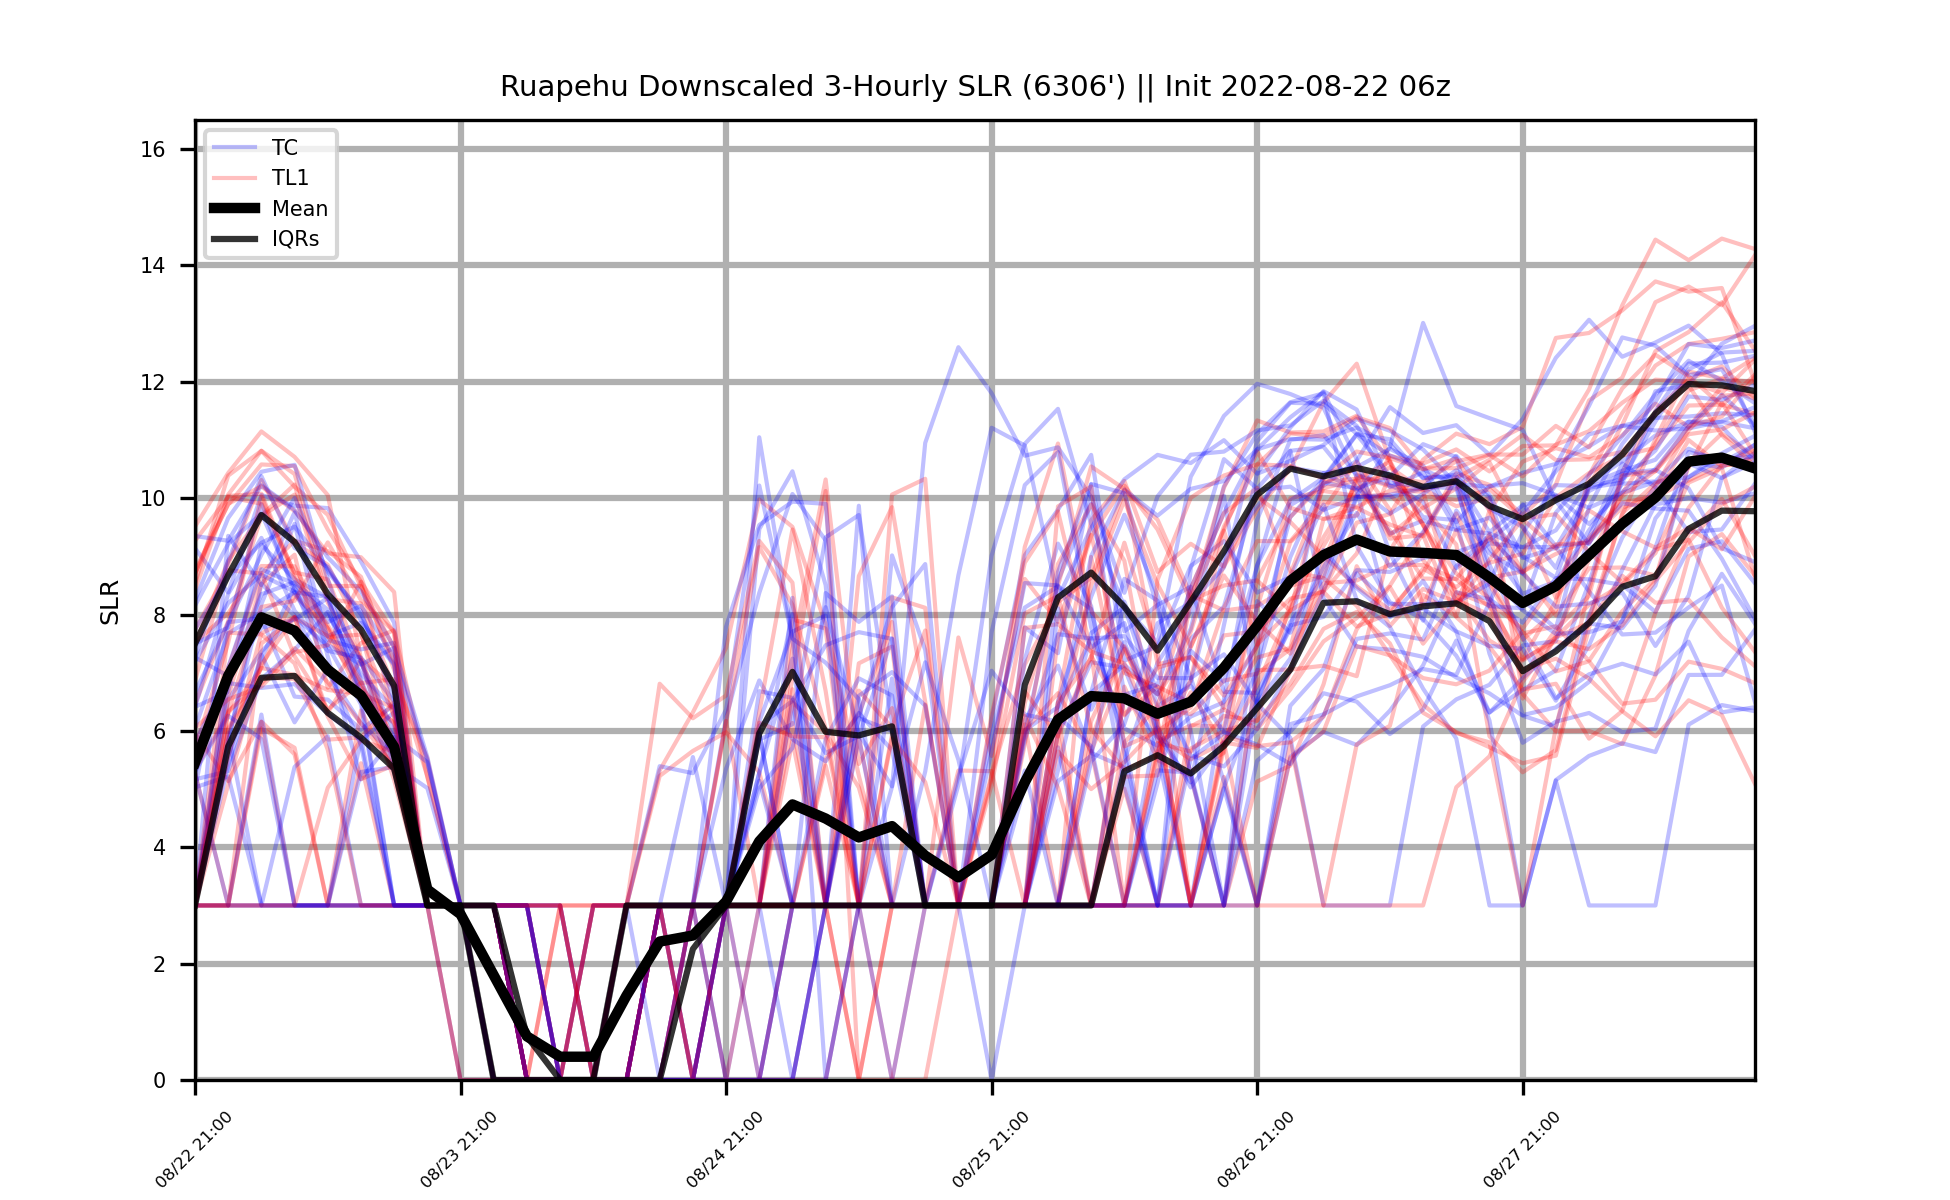 Ruapehu Downscaled 3-Hourly SLR (6306') || Init 2022-08-22 06z
TC
TL1
Mean
IQRs
SLR
16
14
12
10
8
6
4
2
0
08/22 21:00
08/23 21:00
08/24 21:00
08/25 21:00
08/26 21:00
08/27 21:00